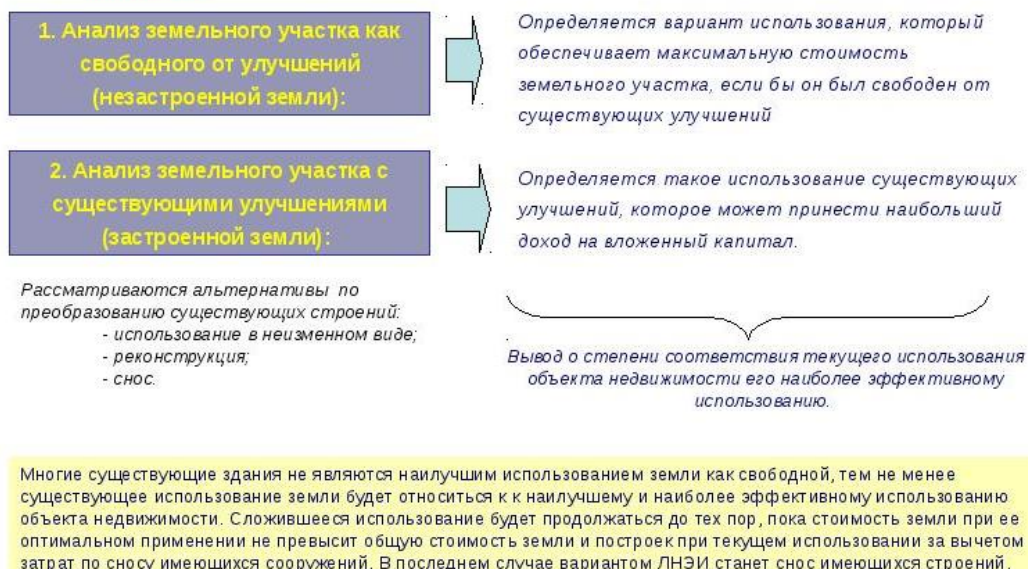 1. Анализ земельного участка как
свободного от улучшений
(незастроенной земли):
Определяется вариант использования, который
обеспечивает максимальную стоимость
земельного участка, если бы он был свободен от
существующих улучшений
2. Анализ земельного участка с
существующими улучшениями
(застроенной земли):
Определяется такое использование существующих
улучшений, которое может принести наибольший
доход на вложенный капитал.
Рассматриваются альтернативы по
преобразованию существующих строений:
- использование в неизменном виде;
- реконструкция;
- снос.
Вывод о степени соответствия текущего использования
объекта недвижимости его наиболее эффективному
использованию.
Многие существующие здания не являются наилучшим использованием земли как свободной, тем не менее
существующее использование земли будет относиться к к наилучшему и наиболее эффективному использованию
объекта недвижимости. Сложившееся использование будет продолжаться до тех пор, пока стоимость земли при ее
оптимальном применении не превысит общую стоимость земли и построек при текущем использовании за вычетом
затрат по сносу имеющихся сооружений. В последнем случае вариантом ЛНЭИ станет снос имеющихся строений.